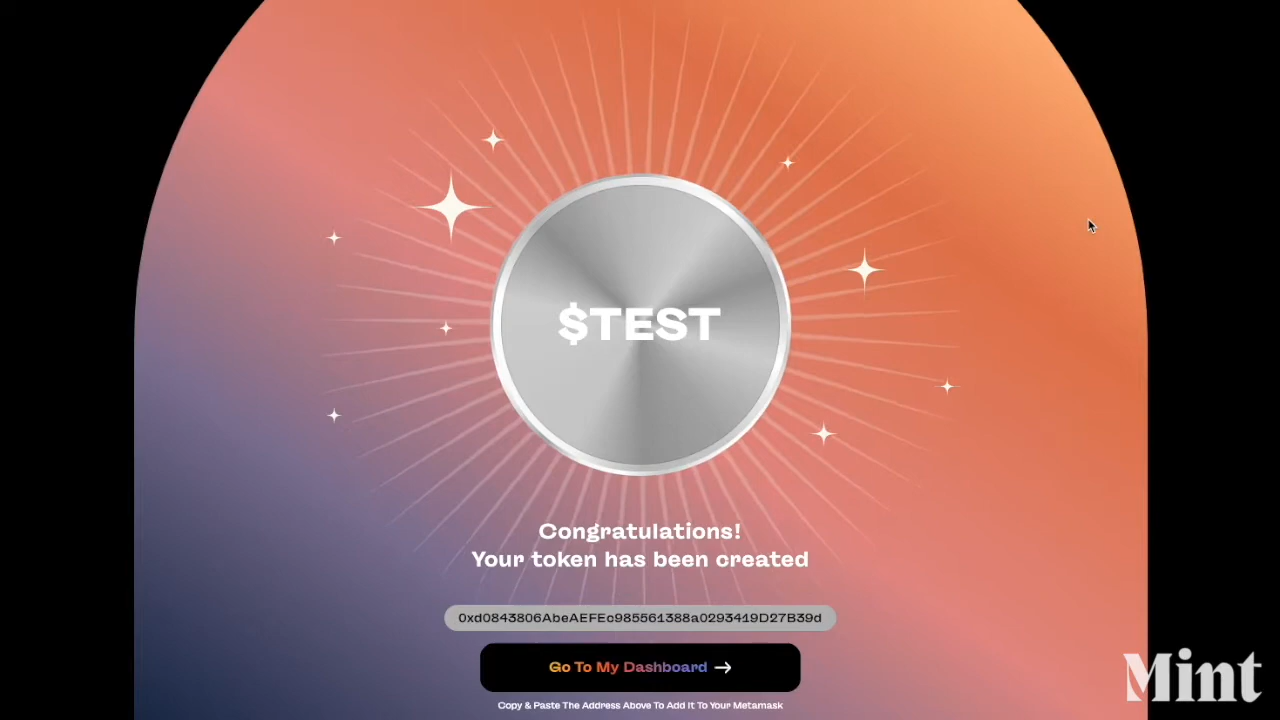 $TEST
Congratulations!
Your token has been created
0xd0843806AbeAEFEc985561388a0293419D27B39d
Go To My Dashboard →
Copy & Paste The Address Above To Add It To Your Metamask
Mint